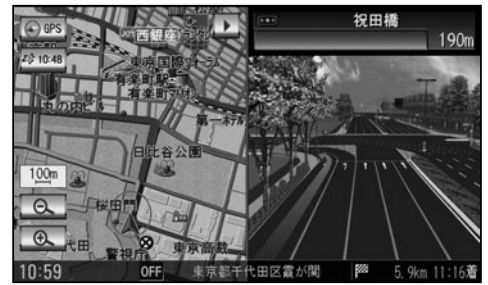 GPS
10:48
西銀座
東京国際フォーラム
有楽町駅
有楽町マリオン
丸の内ビル
第一ホテル
日比谷公園
100m
桜田門
代田
警視庁
東京高裁
10:59
OFF
東京都千代田区霞が関
祝田橋
190m
5.9km 11:16着